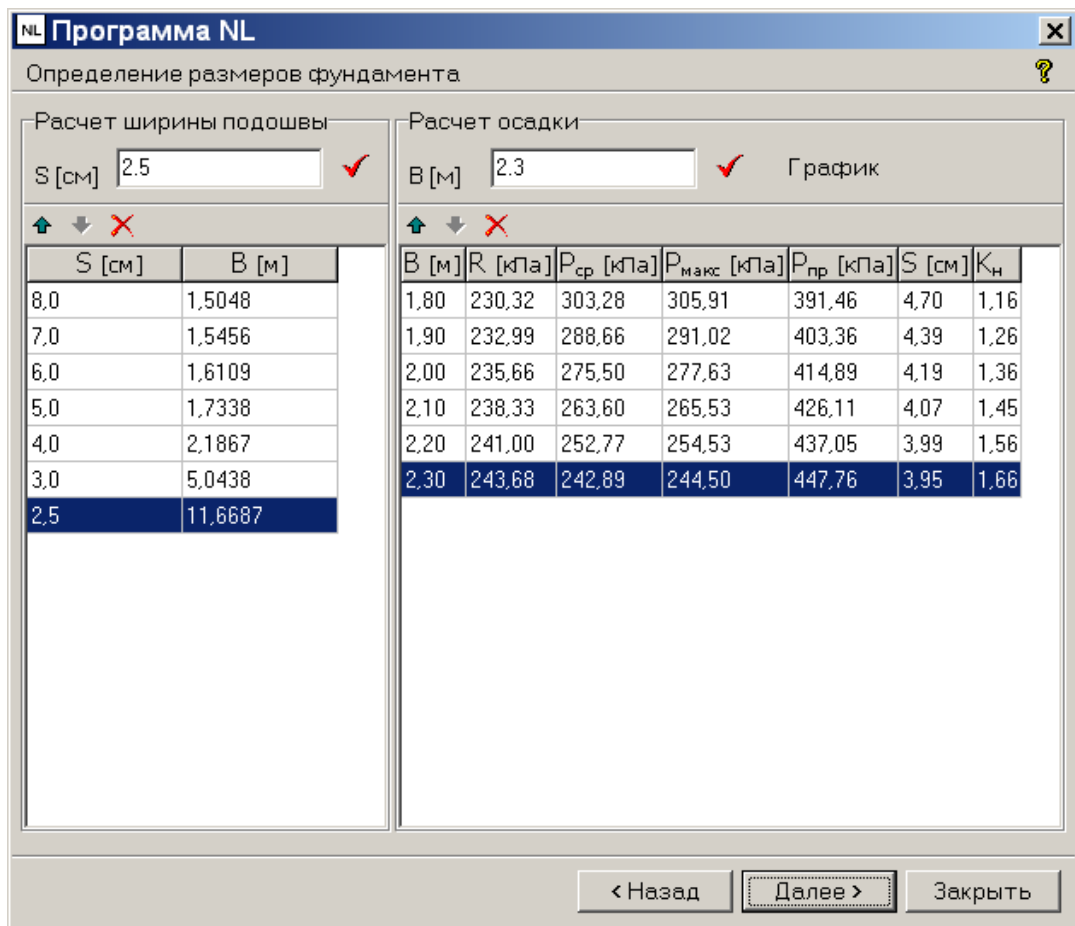 NL Программа NL
Определение размеров фундамента ?
Расчет ширины подошвы
S [см] 2.5
S [см] B [м]
8,0 1,5048
7,0 1,5456
6,0 1,6109
5,0 1,7338
4,0 2,1867
3,0 5,0438
2,5 11,6687
Расчет осадки
B [м] 2.3 График
B [м] R [кПа] Pср [кПа] Pмакс [кПа] Pпр [кПа] S [см] Kн
1,80 230,32 303,28 305,91 391,46 4,70 1,16
1,90 232,99 288,66 291,02 403,36 4,39 1,26
2,00 235,66 275,50 277,63 414,89 4,19 1,36
2,10 238,33 263,60 265,53 426,11 4,07 1,45
2,20 241,00 252,77 254,53 437,05 3,99 1,56
2,30 243,68 242,89 244,50 447,76 3,95 1,66
< Назад Далее > Закрыть